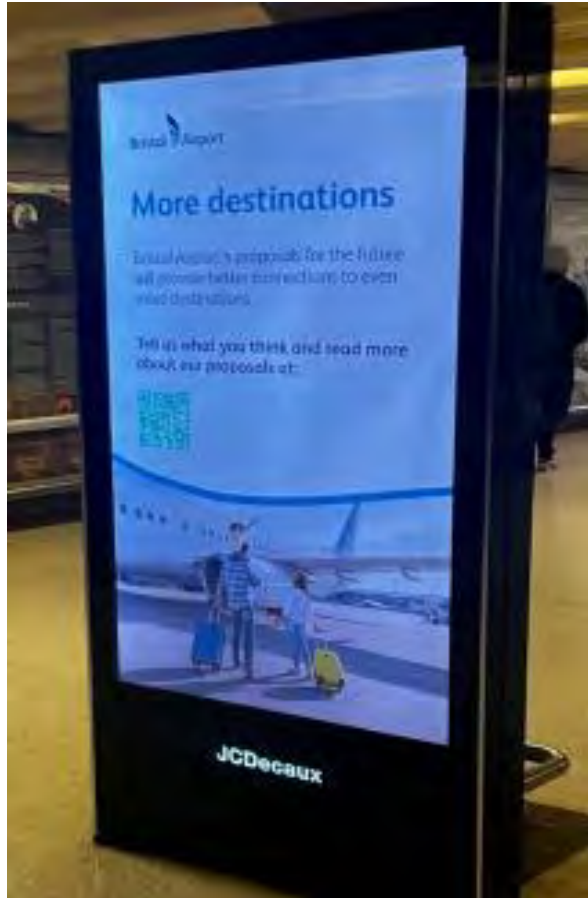 Bristol Airport
More destinations
Bristol Airport's proposals for the future
will provide better connections to even
more destinations.
Tell us what you think and read more
about our proposals at:
JCDecaux